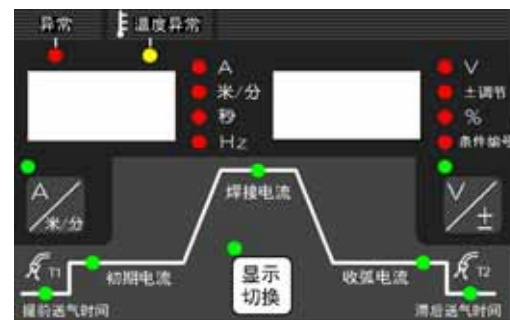 异常
温度异常
A
米/分
秒
Hz
V
±调节
%
条件编号
A/米/分
V/±
焊接电流
T1
初期电流
显示
切换
收弧电流
T2
提前送气时间
滞后送气时间